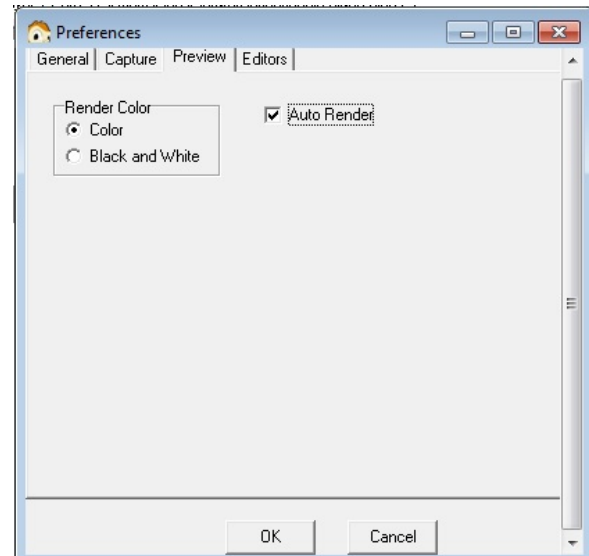 Preferences
General Capture Preview Editors
Render Color
Auto Render
Color
Black and White
OK Cancel